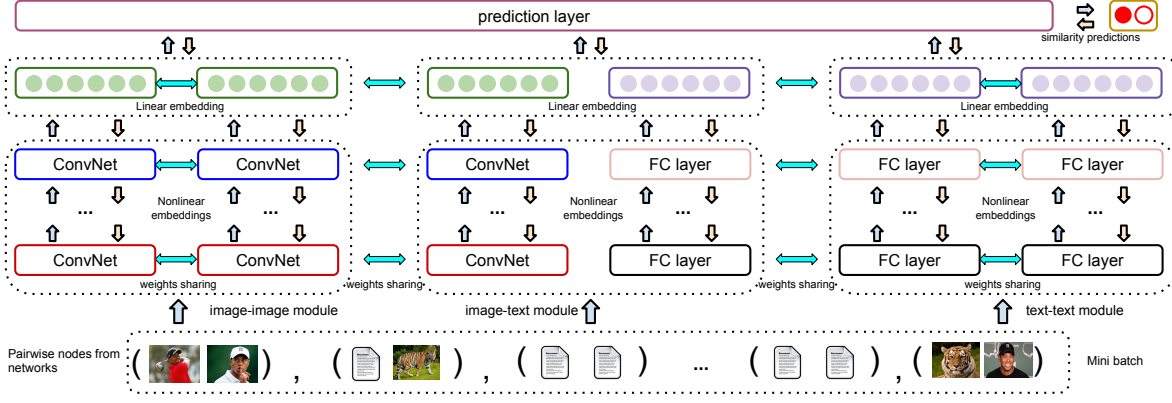 prediction layer
similarity predictions
Linear embedding
Linear embedding
Linear embedding
ConvNet
ConvNet
ConvNet
FC layer
FC layer
FC layer
...
Nonlinear
embeddings
...
...
Nonlinear
embeddings
...
...
Nonlinear
embeddings
...
ConvNet
ConvNet
ConvNet
FC layer
FC layer
FC layer
weights sharing
weights sharing
weights sharing
weights sharing
image-image module
image-text module
text-text module
Pairwise nodes from
networks
( ) , ( ) , ( ) ... ( ) , ( )
Mini batch